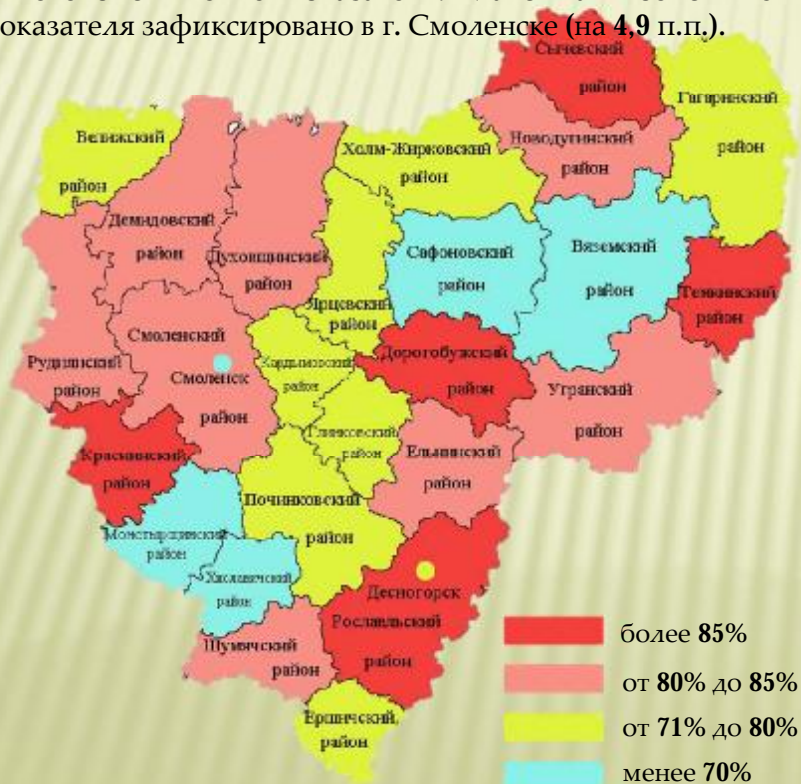 оказателя зафиксировано в г. Смоленске (на 4,9 п.п.).
Сычевский
район
Гагаринский
район
Новодугинский
район
Велижский
район
Холм-Жирковский
район
Демидовский
район
Духовщинский
район
Сафоновский
район
Вяземский
район
Темкинский
район
Ярцевский
район
Смоленский
Смоленск
район
Руднянский
район
Кардымовский
район
Дорогобужский
район
Угранский
район
Глинковский
район
Ельнинский
район
Краснинский
район
Починковский
район
Монстырщинский
район
Хиславичский
район
Десногорск
Рославльский
район
Шумячский
район
Ершичский
район
более 85%
от 80% до 85%
от 71% до 80%
менее 70%